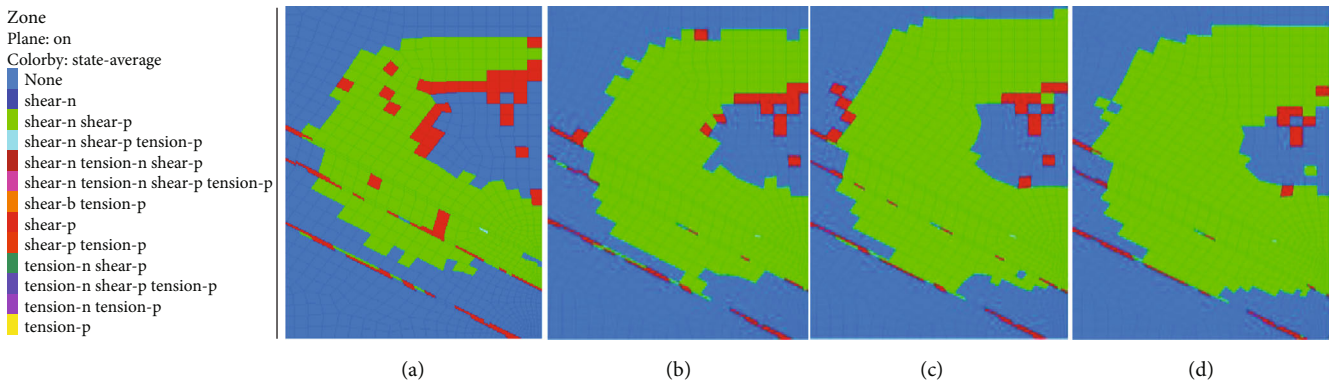 Zone
Plane: on
Colorby: state-average
None
shear-n
shear-n shear-p
shear-n shear-p tension-p
shear-n tension-n shear-p
shear-n tension-n shear-p tension-p
shear-b tension-p
shear-p
shear-p tension-p
tension-n shear-p
tension-n shear-p tension-p
tension-n tension-p
tension-p
(a) (b) (c) (d)